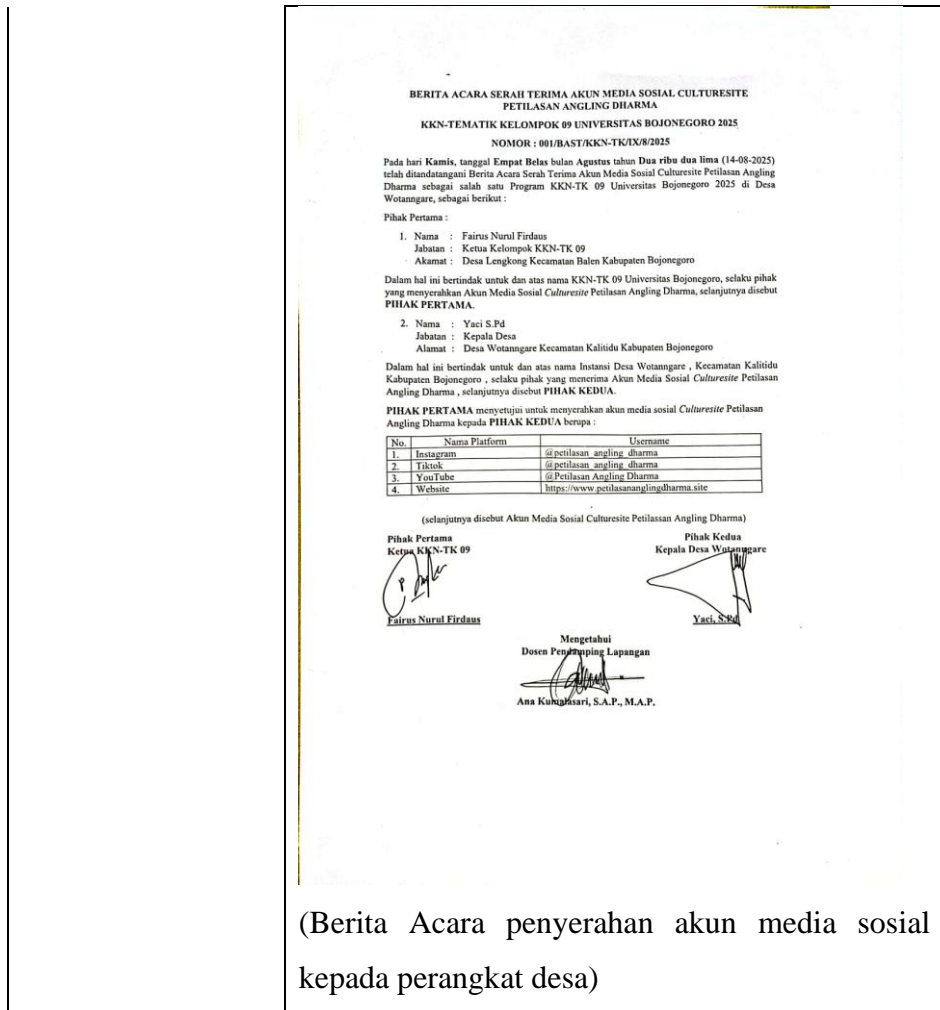 BERITA ACARA SERAH TERIMA AKUN MEDIA SOSIAL CULTURESITE
PETILASAN ANGLING DHARMA
KKN-TEMATIK KELOMPOK 09 UNIVERSITAS BOJONEGORO 2025
NOMOR : 001/BAST/KKN-TK/IX/8/2025
Pada hari Kamis, tanggal Empat Belas bulan Agustus tahun Dua ribu dua lima (14-08-2025)
telah ditandatangani Berita Acara Serah Terima Akun Media Sosial Culturesite Petilasan Angling
Dharma sebagai salah satu Program KKN-TK 09 Universitas Bojonegoro 2025 di Desa
Wotanngare, sebagai berikut :
Pihak Pertama :
1. Nama : Fairus Nurul Firdaus
Jabatan : Ketua Kelompok KKN-TK 09
Akamat : Desa Lengkong Kecamatan Balen Kabupaten Bojonegoro
Dalam hal ini bertindak untuk dan atas nama KKN-TK 09 Universitas Bojonegoro, selaku pihak
yang menyerahkan Akun Media Sosial Culturesite Petilasan Angling Dharma, selanjutnya disebut
PIHAK PERTAMA.
2. Nama : Yaci S.Pd
Jabatan : Kepala Desa
Alamat : Desa Wotanngare Kecamatan Kalitidu Kabupaten Bojonegoro
Dalam hal ini bertindak untuk dan atas nama Instansi Desa Wotanngare , Kecamatan Kalitidu
Kabupaten Bojonegoro , selaku pihak yang menerima Akun Media Sosial Culturesite Petilasan
Angling Dharma , selanjutnya disebut PIHAK KEDUA.
PIHAK PERTAMA menyetujui untuk menyerahkan akun media sosial Culturesite Petilasan
Angling Dharma kepada PIHAK KEDUA berupa :
No. Nama Platform Username
1. Instagram @petilasan_angling_dharma
2. Tiktok @petilasan_angling_dharma
3. YouTube @Petilasan Angling Dharma
4. Website https://www.petilasananglingdharma.site
(selanjutnya disebut Akun Media Sosial Culturesite Petilassan Angling Dharma)
Pihak Pertama Pihak Kedua
Ketua KKN-TK 09 Kepala Desa Wotanngare
Fairus Nurul Firdaus Yaci, S.Pd
Mengetahui
Dosen Pendamping Lapangan
Ana Kumalasari, S.A.P., M.A.P.
(Berita Acara penyerahan akun media sosial
kepada perangkat desa)